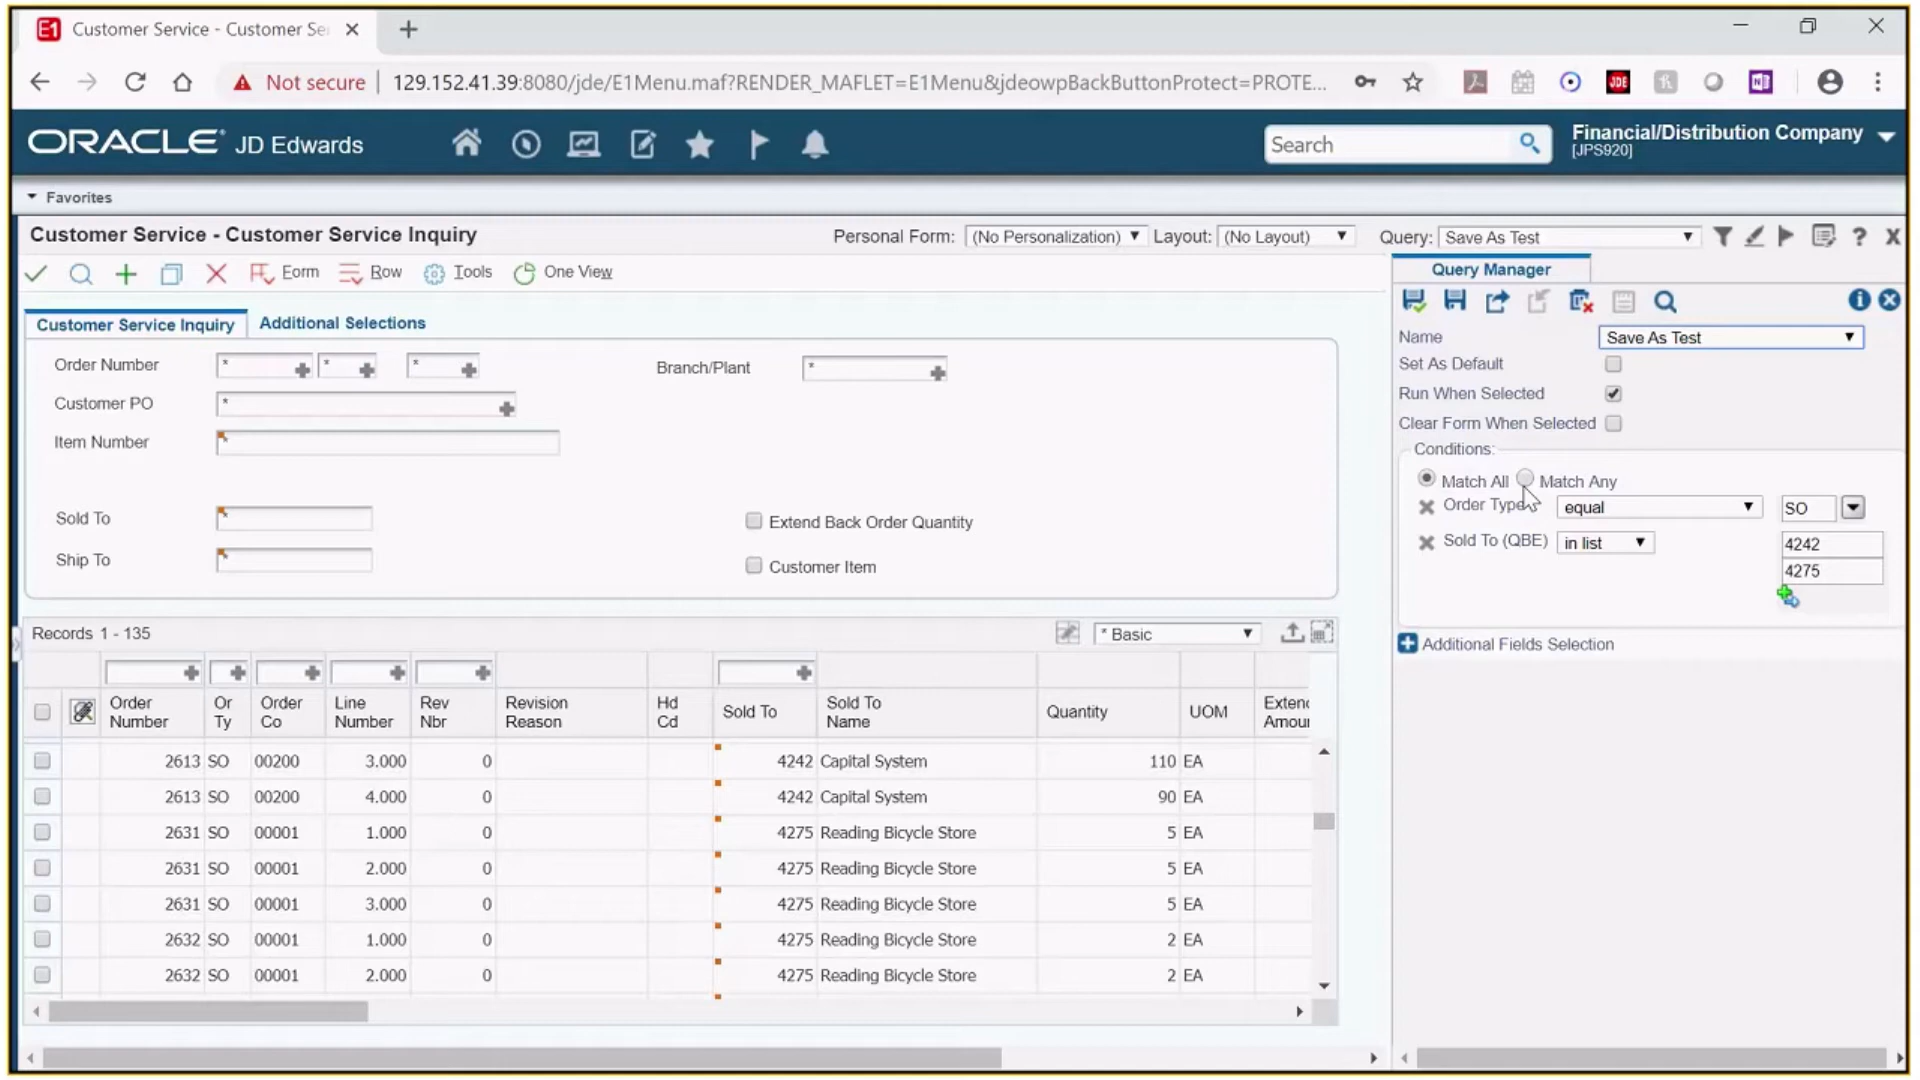 Customer Service - Customer Se
Not secure | 129.152.41.39:8080/jde/E1Menu.maf?RENDER_MAFLET=E1Menu&jdeowpBackButtonProtect=PROTE...
JDE
ORACLE JD Edwards
Search
Financial/Distribution Company
[JPS920]
Favorites
Customer Service - Customer Service Inquiry
Personal Form: (No Personalization) Layout: (No Layout) Query: Save As Test
Form Row Tools One View
Query Manager
Customer Service Inquiry Additional Selections
Name Save As Test
Set As Default
Run When Selected
Clear Form When Selected
Conditions:
Match All Match Any
Order Type equal SO
Sold To (QBE) in list 4242
4275
Additional Fields Selection
Order Number * * *
Branch/Plant *
Customer PO *
Item Number
Sold To
Extend Back Order Quantity
Ship To
Customer Item
Records 1 - 135
* Basic
Order Number Or Ty Order Co Line Number Rev Nbr Revision Reason Hd Cd Sold To Sold To Name Quantity UOM Extend Amou
2613 SO 00200 3.000 0 4242 Capital System 110 EA
2613 SO 00200 4.000 0 4242 Capital System 90 EA
2631 SO 00001 1.000 0 4275 Reading Bicycle Store 5 EA
2631 SO 00001 2.000 0 4275 Reading Bicycle Store 5 EA
2631 SO 00001 3.000 0 4275 Reading Bicycle Store 5 EA
2632 SO 00001 1.000 0 4275 Reading Bicycle Store 2 EA
2632 SO 00001 2.000 0 4275 Reading Bicycle Store 2 EA